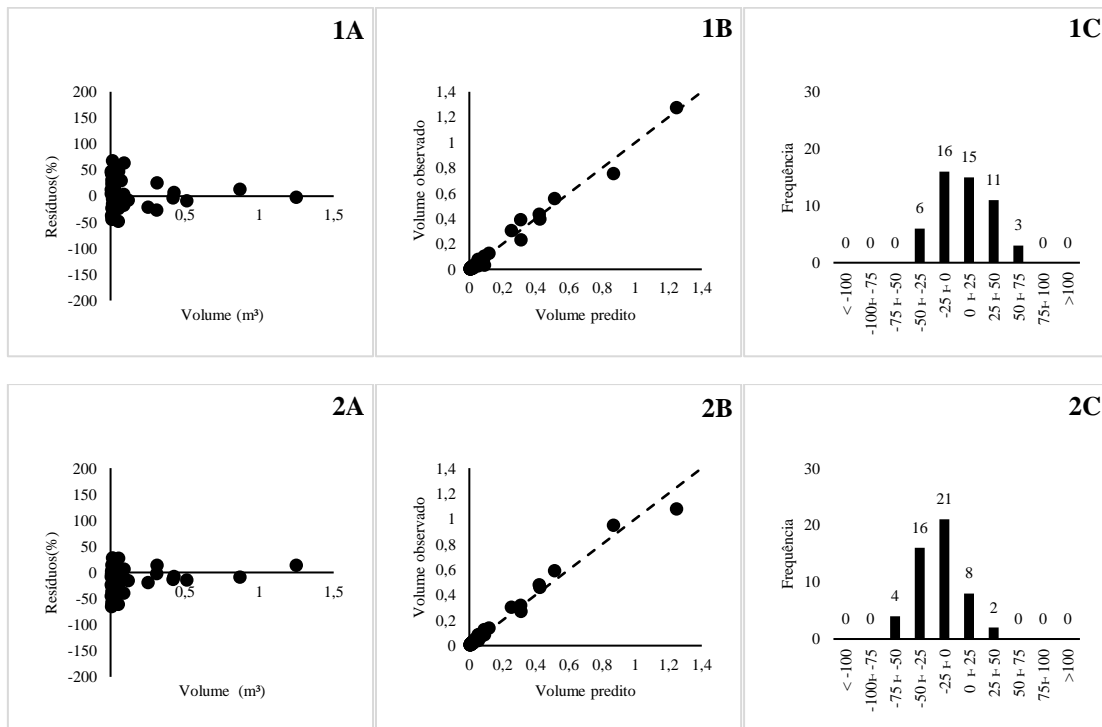 1A
200
150
100
50
0
-50
-100
-150
-200
0,5
1
1,5
Resíduos(%)
Volume (m³)
1B
1,4
1,2
1
0,8
0,6
0,4
0,2
0
0
0,2
0,4
0,6
0,8
1
1,2
1,4
Volume observado
Volume predito
1C
30
20
10
0
Frequência
0
0
0
6
16
15
11
3
0
0
< -100
-100ı- -75
-75 ı- -50
-50 ı- -25
-25 ı- 0
0 ı- 25
25 ı- 50
50 ı- 75
75ı- 100
>100
2A
200
150
100
50
0
-50
-100
-150
-200
0,5
1
1,5
Resíduos(%)
Volume (m³)
2B
1,4
1,2
1
0,8
0,6
0,4
0,2
0
0
0,2
0,4
0,6
0,8
1
1,2
1,4
Volume observado
Volume predito
2C
30
20
10
0
Frequência
0
0
4
16
21
8
2
0
0
0
< -100
-100ı- -75
-75 ı- -50
-50 ı- -25
-25 ı- 0
0 ı- 25
25 ı- 50
50 ı- 75
75ı- 100
>100